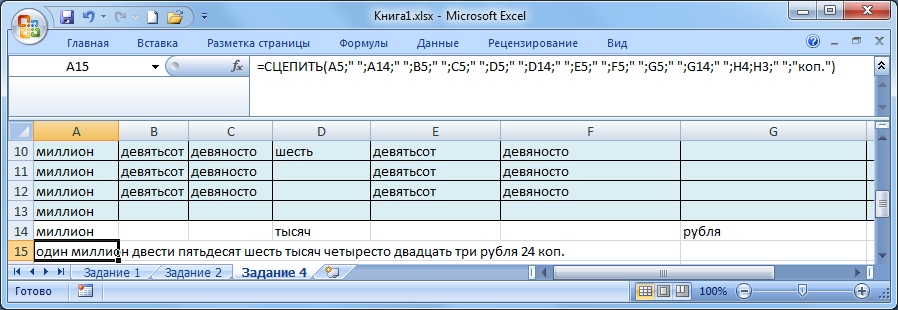 Книга1.xlsx - Microsoft Excel
Главная Вставка Разметка страницы Формулы Данные Рецензирование Вид
A15 fx =СЦЕПИТЬ(A5;" ";A14;" ";B5;" ";C5;" ";D5;" ";D14;" ";E5;" ";F5;" ";G5;" ";G14;" ";H4;H3;" ";"коп.")
A B C D E F G
10 миллион девятьсот девяносто шесть девятьсот девяносто
11 миллион девятьсот девяносто девятьсот девяносто
12 миллион девятьсот девяносто девятьсот девяносто
13 миллион
14 миллион тысяч рубля
15 один миллион двести пятьдесят шесть тысяч четыресто двадцать три рубля 24 коп.
Задание 1 Задание 2 Задание 4
Готово 100%